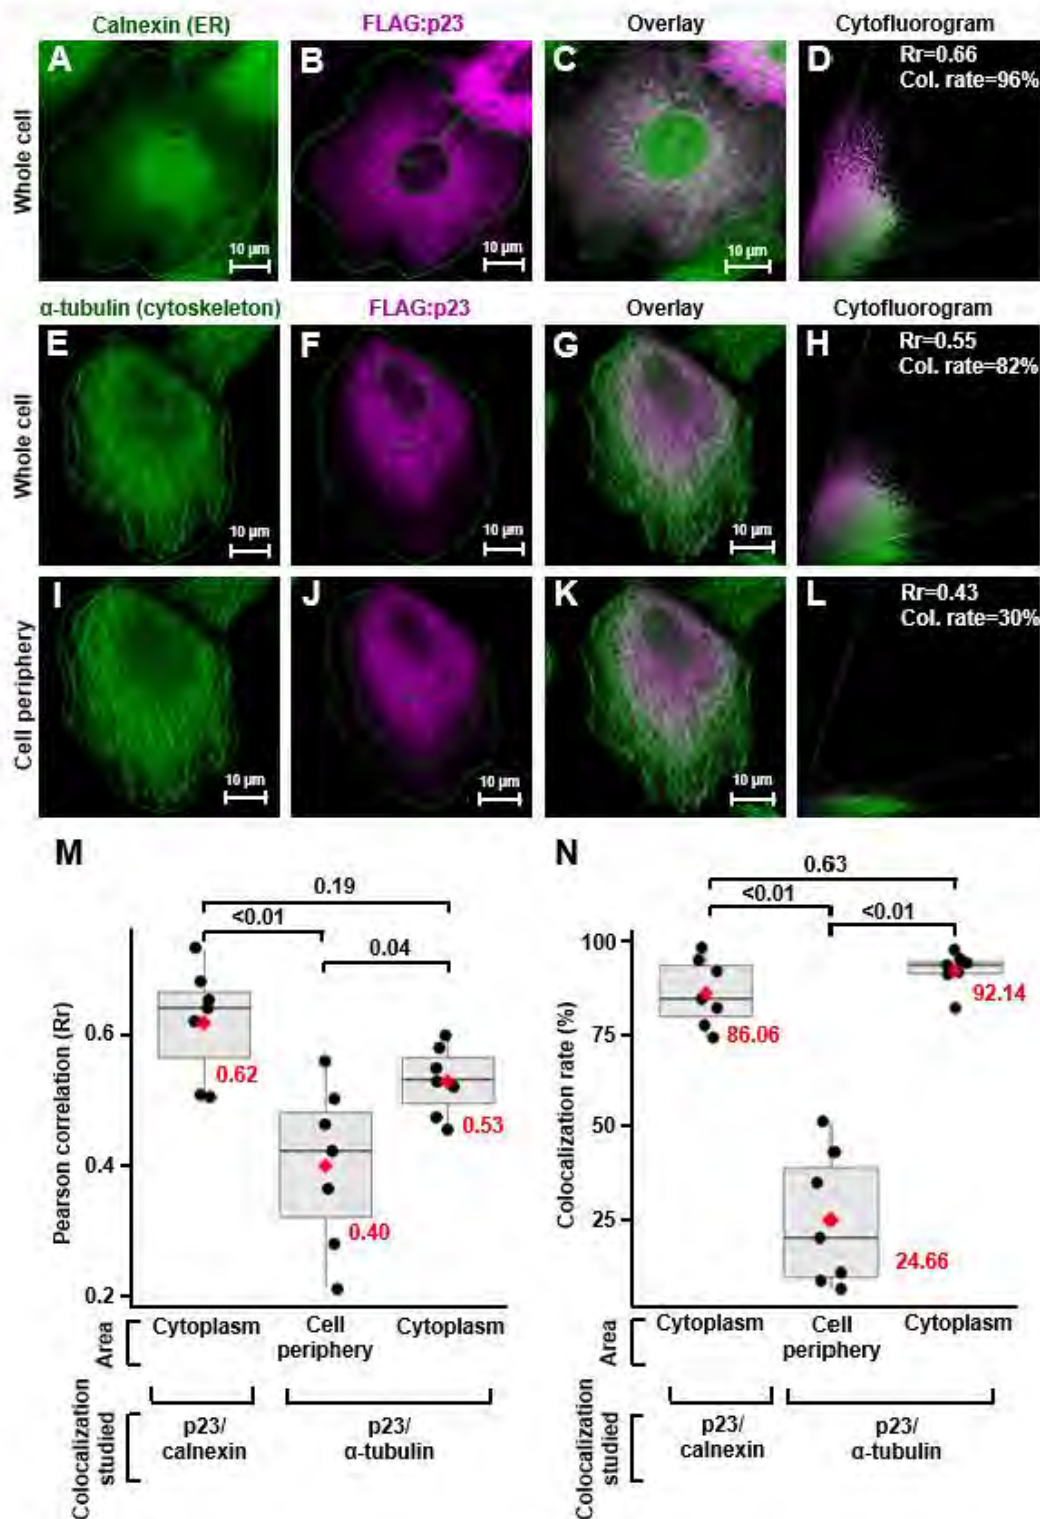 Calnexin (ER) FLAG:p23 Overlay Cytofluorogram
Whole cell
A B C D
Rr=0.66
Col. rate=96%
10 µm 10 µm 10 µm
α-tubulin (cytoskeleton) FLAG:p23 Overlay Cytofluorogram
Whole cell
E F G H
Rr=0.55
Col. rate=82%
10 µm 10 µm 10 µm
Cell periphery
I J K L
Rr=0.43
Col. rate=30%
10 µm 10 µm 10 µm
M
0.19
<0.01
0.04
Pearson correlation (Rr)
0.6
0.4
0.2
0.62
0.40
0.53
Area
Cytoplasm Cell periphery Cytoplasm
Colocalization studied
p23/
calnexin
p23/
α-tubulin
N
0.63
<0.01
<0.01
Colocalization rate (%)
100
75
50
25
86.06
24.66
92.14
Area
Cytoplasm Cell periphery Cytoplasm
Colocalization studied
p23/
calnexin
p23/
α-tubulin